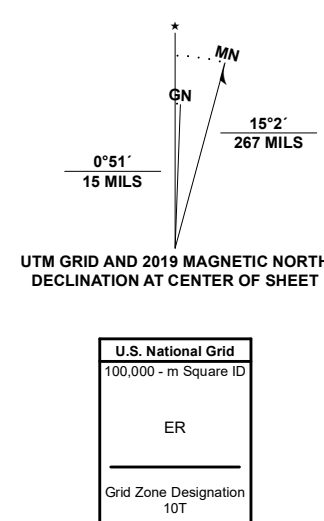 ★
MN
GN
15°2´
267 MILS
0°51´
15 MILS
UTM GRID AND 2019 MAGNETIC NORTH
DECLINATION AT CENTER OF SHEET
U.S. National Grid
100,000 - m Square ID
ER
Grid Zone Designation
10T